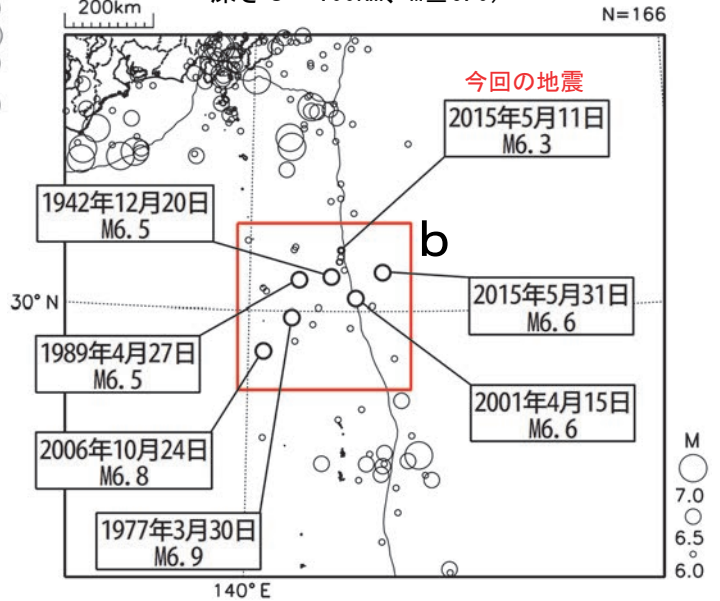 200km
N=166
今回の地震
2015年5月11日
M6.3
1942年12月20日
M6.5
b
30°N
2015年5月31日
M6.6
1989年4月27日
M6.5
2001年4月15日
M6.6
2006年10月24日
M6.8
1977年3月30日
M6.9
M
7.0
6.5
6.0
140°E